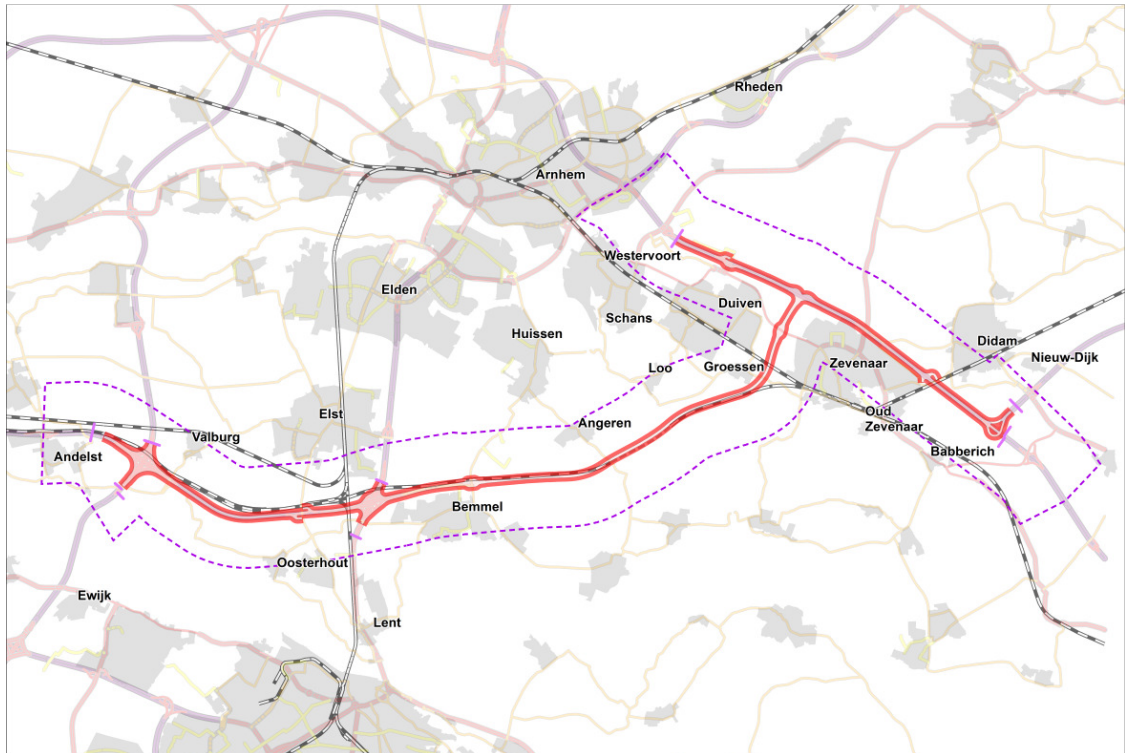 Rheden
Arnhem
Westervoort
Elden
Duiven
Schans
Huissen
Didam
Nieuw-Dijk
Zevenaar
Loo
Groessen
Elst
Oud
Zevenaar
Angeren
Valburg
Babberich
Andelst
Bemmel
Oosterhout
Ewijk
Lent